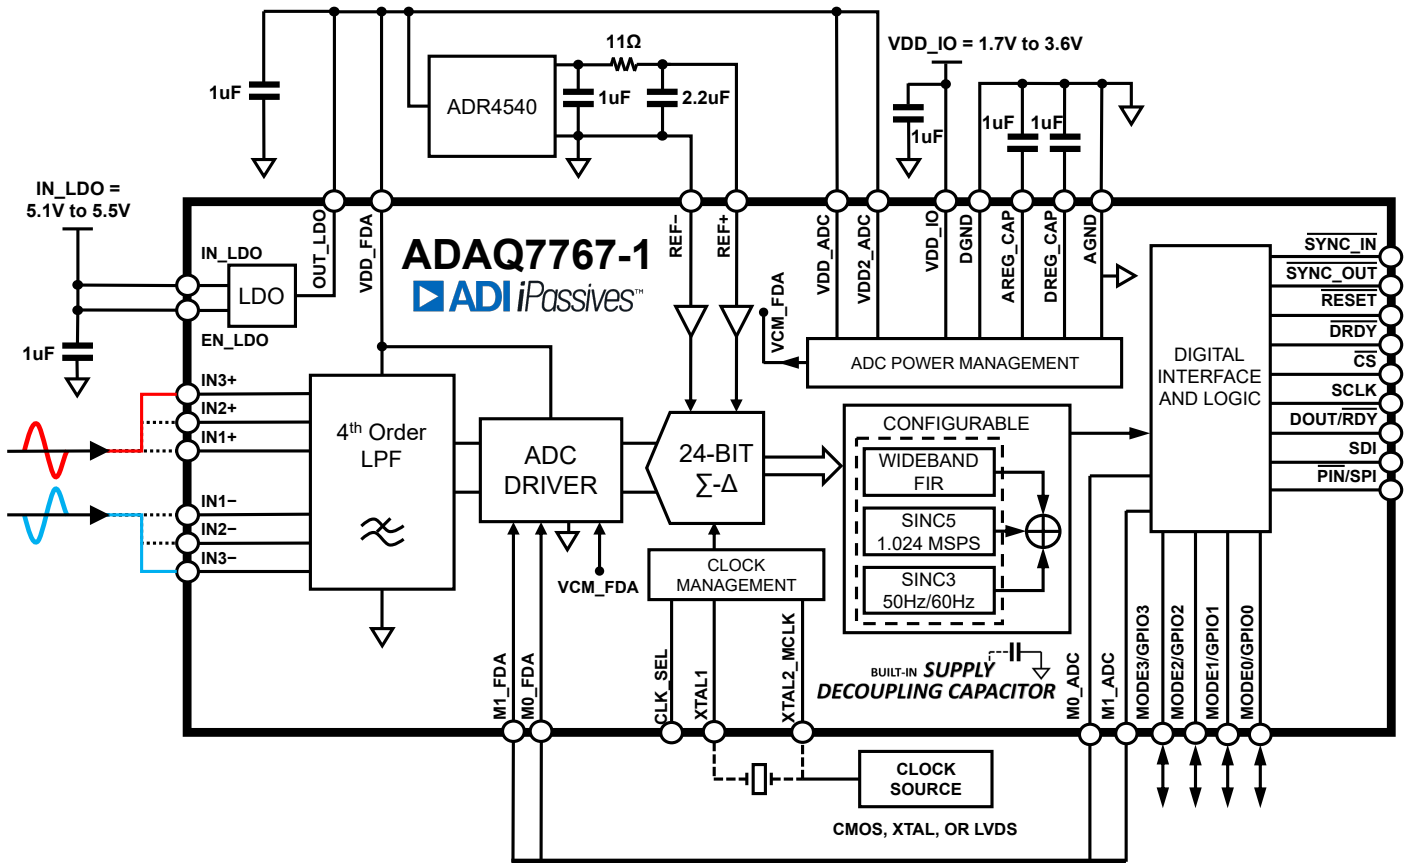 11Ω
VDD_IO = 1.7V to 3.6V
1uF
ADR4540
1uF
2.2uF
1uF
1uF
1uF
IN_LDO =
5.1V to 5.5V
OUT_LDO
VDD_FDA
REF−
REF+
VDD_ADC
VDD2_ADC
VDD_IO
DGND
AREG_CAP
DREG_CAP
AGND
ADAQ7767-1
ADI iPassives™
IN_LDO
LDO
EN_LDO
1uF
VCM_FDA
ADC POWER MANAGEMENT
DIGITAL
INTERFACE
AND LOGIC
SYNC_IN
SYNC_OUT
RESET
DRDY
CS
SCLK
DOUT/RDY
SDI
PIN/SPI
IN3+
IN2+
IN1+
IN1−
IN2−
IN3−
4th Order
LPF
ADC
DRIVER
VCM_FDA
24-BIT
∑-Δ
CLOCK
MANAGEMENT
CONFIGURABLE
WIDEBAND
FIR
SINC5
1.024 MSPS
SINC3
50Hz/60Hz
BUILT-IN SUPPLY
DECOUPLING CAPACITOR
M1_FDA
M0_FDA
CLK_SEL
XTAL1
XTAL2_MCLK
M0_ADC
M1_ADC
MODE3/GPIO3
MODE2/GPIO2
MODE1/GPIO1
MODE0/GPIO0
CLOCK
SOURCE
CMOS, XTAL, OR LVDS